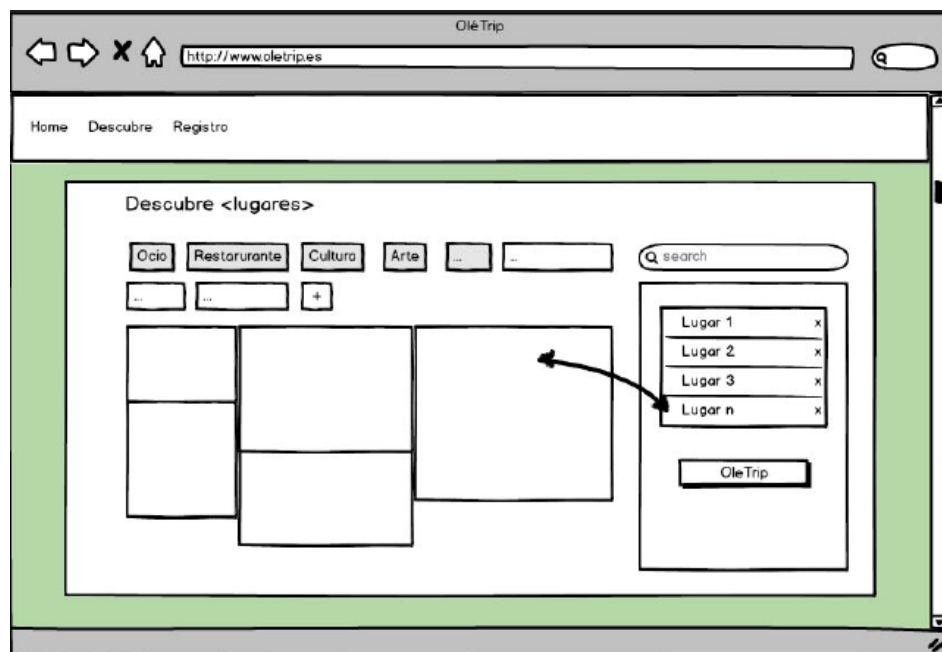 OléTrip
http://www.oletrip.es
Home Descubre Registro
Descubre <lugares>
Ocio Restarurante Cultura Arte ... ...
search
... ... +
Lugar 1 x
Lugar 2 x
Lugar 3 x
Lugar n x
OleTrip